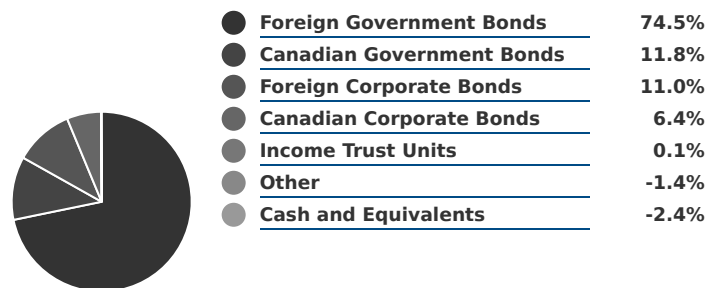 Foreign Government Bonds 74.5%
Canadian Government Bonds 11.8%
Foreign Corporate Bonds 11.0%
Canadian Corporate Bonds 6.4%
Income Trust Units 0.1%
Other -1.4%
Cash and Equivalents -2.4%